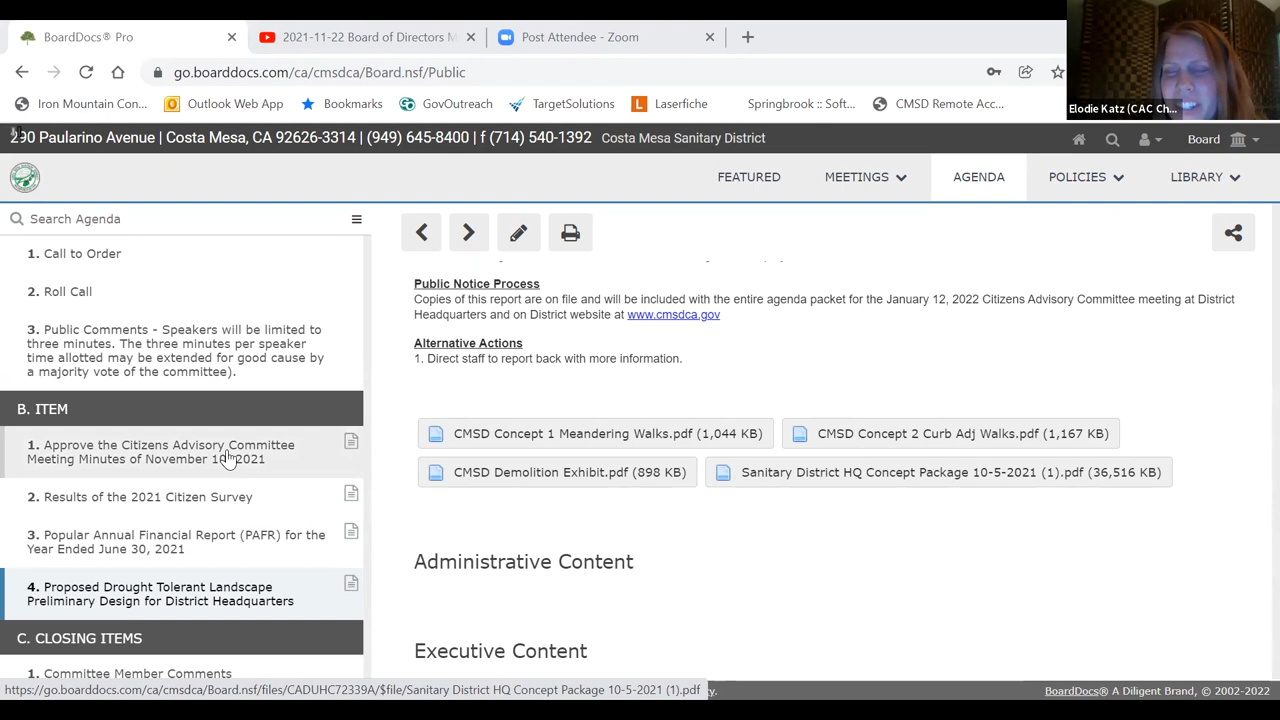 BoardDocs® Pro
2021-11-22 Board of Directors M
Post Attendee - Zoom
go.boarddocs.com/ca/cmsdca/Board.nsf/Public
Iron Mountain Con...
Outlook Web App
Bookmarks
GovOutreach
TargetSolutions
Laserfiche
Springbrook :: Soft...
CMSD Remote Acc...
Elodie Katz (CAC Ch...
290 Paularino Avenue | Costa Mesa, CA 92626-3314 | (949) 645-8400 | f (714) 540-1392 Costa Mesa Sanitary District
Board
FEATURED
MEETINGS
AGENDA
POLICIES
LIBRARY
Search Agenda
1. Call to Order
2. Roll Call
3. Public Comments - Speakers will be limited to
three minutes. The three minutes per speaker
time allotted may be extended for good cause by
a majority vote of the committee).
B. ITEM
1. Approve the Citizens Advisory Committee
Meeting Minutes of November 2021
2. Results of the 2021 Citizen Survey
3. Popular Annual Financial Report (PAFR) for the
Year Ended June 30, 2021
4. Proposed Drought Tolerant Landscape
Preliminary Design for District Headquarters
C. CLOSING ITEMS
1. Committee Member Comments
Public Notice Process
Copies of this report are on file and will be included with the entire agenda packet for the January 12, 2022 Citizens Advisory Committee meeting at District
Headquarters and on District website at www.cmsdca.gov
Alternative Actions
1. Direct staff to report back with more information.
CMSD Concept 1 Meandering Walks.pdf (1,044 KB)
CMSD Concept 2 Curb Adj Walks.pdf (1,167 KB)
CMSD Demolition Exhibit.pdf (898 KB)
Sanitary District HQ Concept Package 10-5-2021 (1).pdf (36,516 KB)
Administrative Content
Executive Content
https://go.boarddocs.com/ca/cmsdca/Board.nsf/files/CADUHC72339A/$file/Sanitary District HQ Concept Package 10-5-2021 (1).pdf
BoardDocs® A Diligent Brand, © 2002-2022